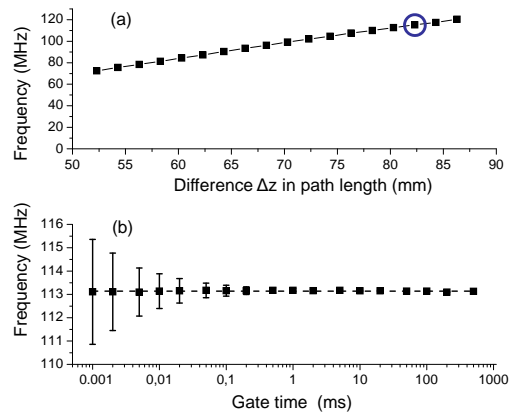 (a)
Frequency (MHz)
120
100
80
60
40
20
0
50 55 60 65 70 75 80 85 90
Difference Δz in path length (mm)
(b)
Frequency (MHz)
116
115
114
113
112
111
110
0.001 0,01 0,1 1 10 100 1000
Gate time (ms)